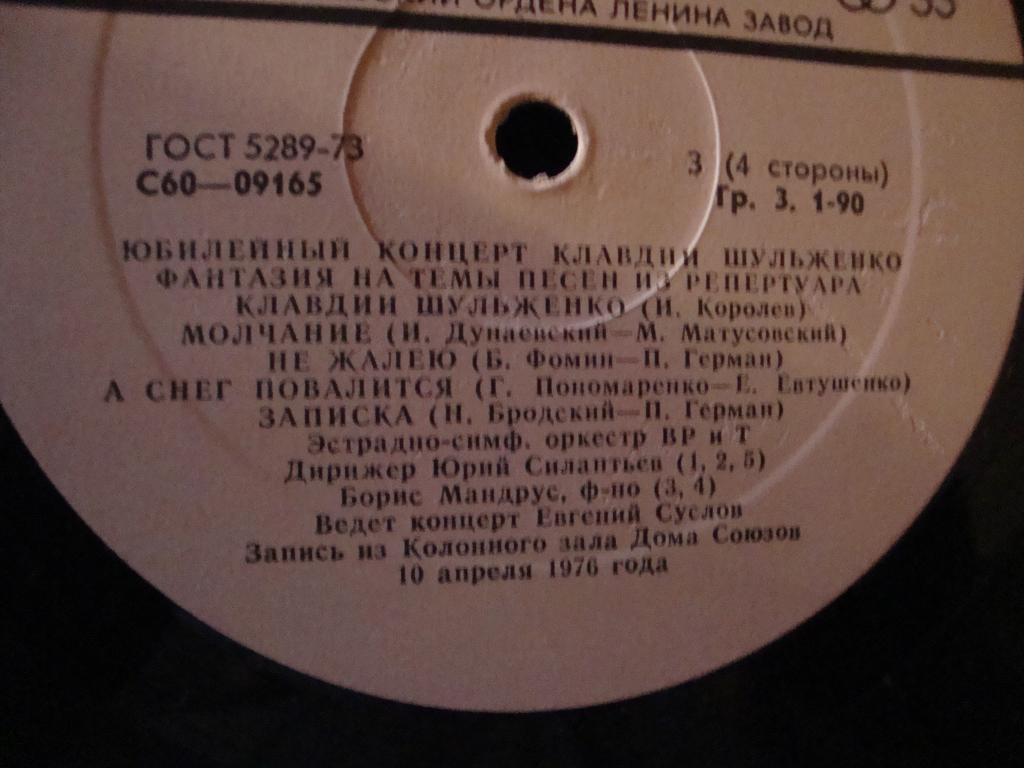 ОРДЕНА ЛЕНИНА ЗАВОД
33
ГОСТ 5289-73
С60—09165
3 (4 стороны)
Гр. 3. 1-90
ЮБИЛЕЙНЫЙ КОНЦЕРТ КЛАВДИИ ШУЛЬЖЕНКО
ФАНТАЗИЯ НА ТЕМЫ ПЕСЕН ИЗ РЕПЕРТУАРА
КЛАВДИИ ШУЛЬЖЕНКО (И. Королев)
МОЛЧАНИЕ (И. Дунаевский—М. Матусовский)
НЕ ЖАЛЕЮ (Б. Фомин—П. Герман)
А СНЕГ ПОВАЛИТСЯ (Г. Пономаренко—Е. Евтушенко)
ЗАПИСКА (Н. Бродский—П. Герман)
Эстрадно-симф. оркестр ВР и Т
Дирижер Юрий Силантьев (1, 2, 5)
Борис Мандрус, ф-но (3, 4)
Ведет концерт Евгений Суслов
Запись из Колонного зала Дома Союзов
10 апреля 1976 года